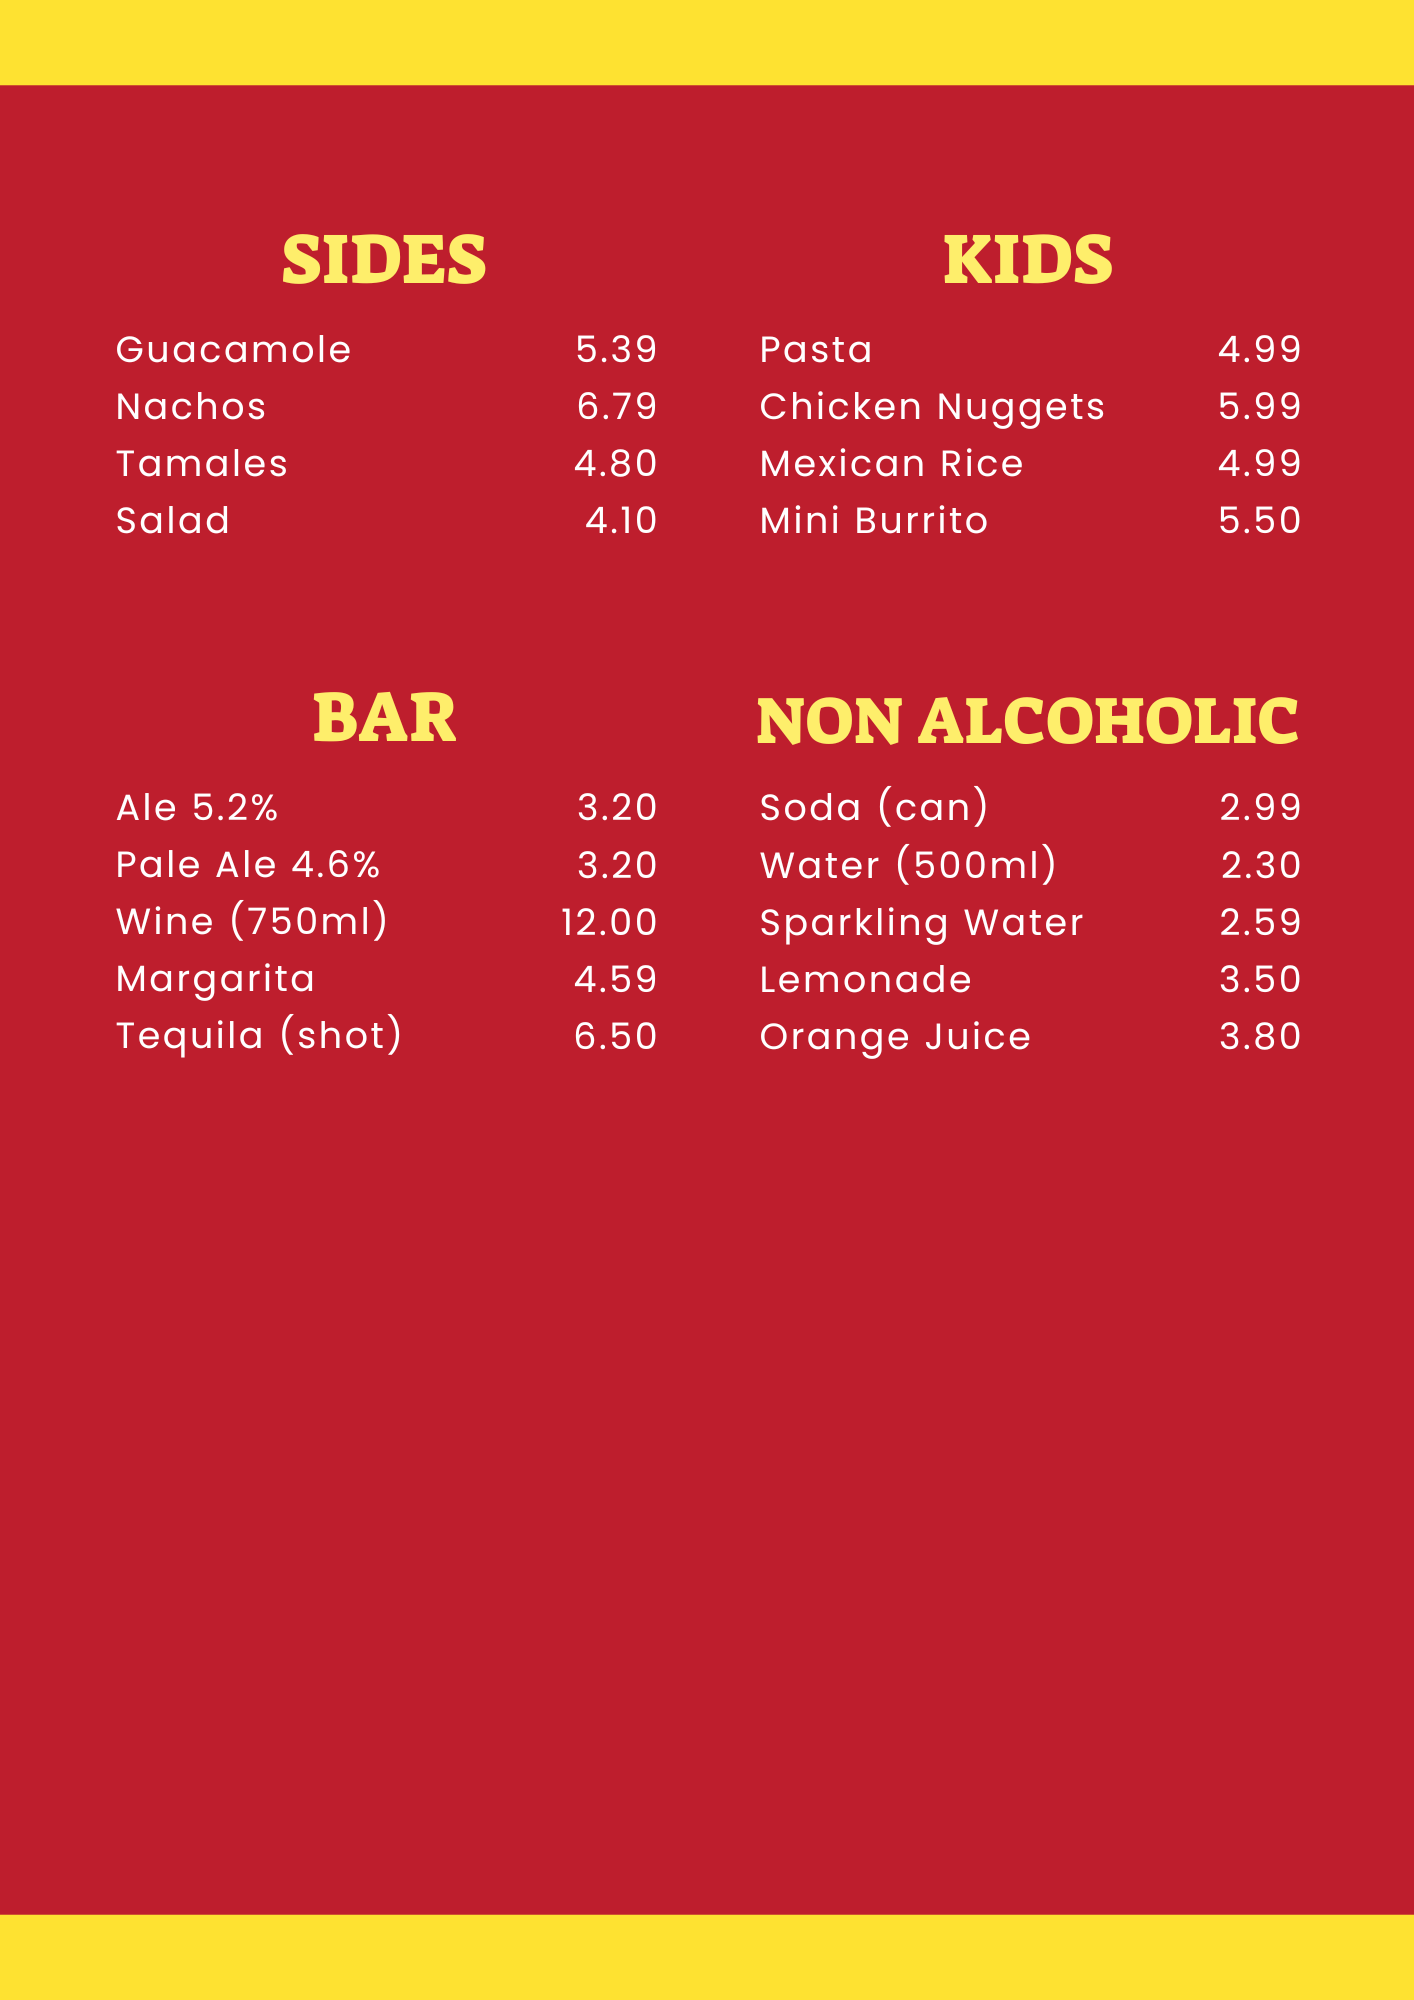 SIDES
Guacamole 5.39
Nachos 6.79
Tamales 4.80
Salad 4.10
KIDS
Pasta 4.99
Chicken Nuggets 5.99
Mexican Rice 4.99
Mini Burrito 5.50
BAR
Ale 5.2% 3.20
Pale Ale 4.6% 3.20
Wine (750ml) 12.00
Margarita 4.59
Tequila (shot) 6.50
NON ALCOHOLIC
Soda (can) 2.99
Water (500ml) 2.30
Sparkling Water 2.59
Lemonade 3.50
Orange Juice 3.80